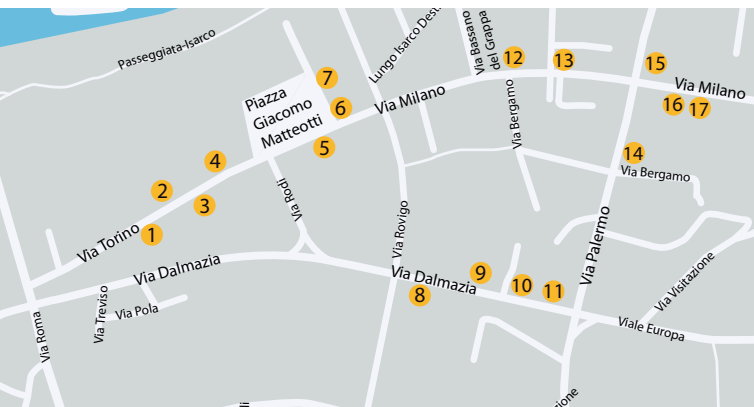 Passeggiata-Isarco
Lungo Isarco Dest
Via Bassano
del Grappa
12
13
15
7
Via Milano
Piazza
Giacomo
Matteotti
6
Via Milano
16
17
Via Bergamo
5
14
4
Via Bergamo
2
3
Via Rodi
1
Via Torino
Via Rovigo
Via Palermo
Via Dalmazia
Via Dalmazia
9
10
11
8
Via Visitazione
Via Treviso
Via Pola
Via Roma
Viale Europa